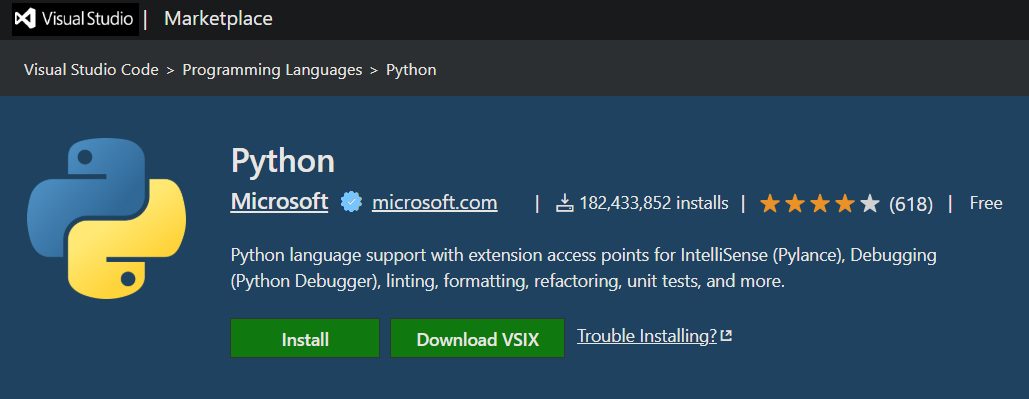 Visual Studio | Marketplace
Visual Studio Code > Programming Languages > Python
Python
Microsoft microsoft.com | 182,433,852 installs | (618) | Free
Python language support with extension access points for IntelliSense (Pylance), Debugging
(Python Debugger), linting, formatting, refactoring, unit tests, and more.
Install Download VSIX Trouble Installing?